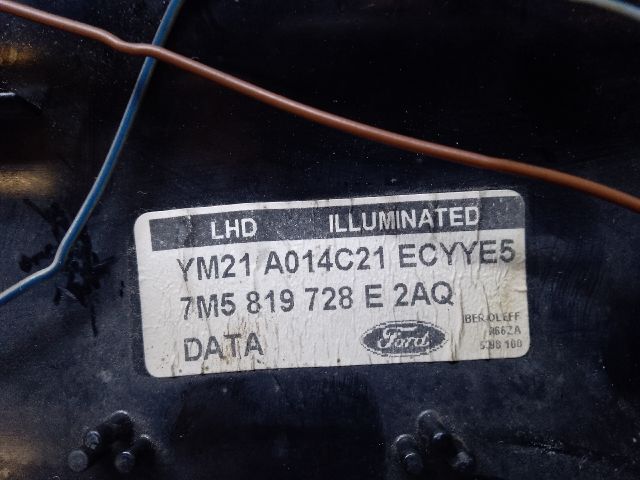 LHD ILLUMINATED
YM21 A014C21 ECYYE5
7M5 819 728 E 2AQ
DATA Ford